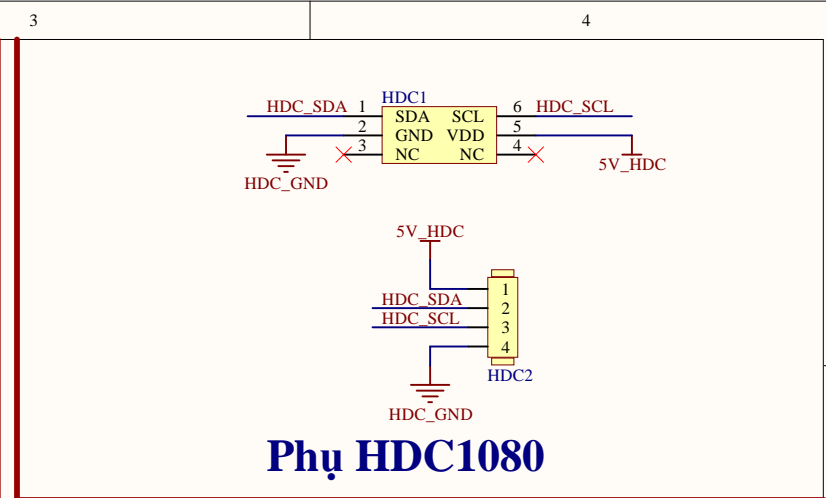 3 4
HDC1
HDC_SDA 1 SDA SCL 6 HDC_SCL
2 GND VDD 5
3 NC NC 4
5V_HDC
HDC_GND
5V_HDC
1
HDC_SDA 2
HDC_SCL 3
4
HDC2
HDC_GND
Phụ HDC1080